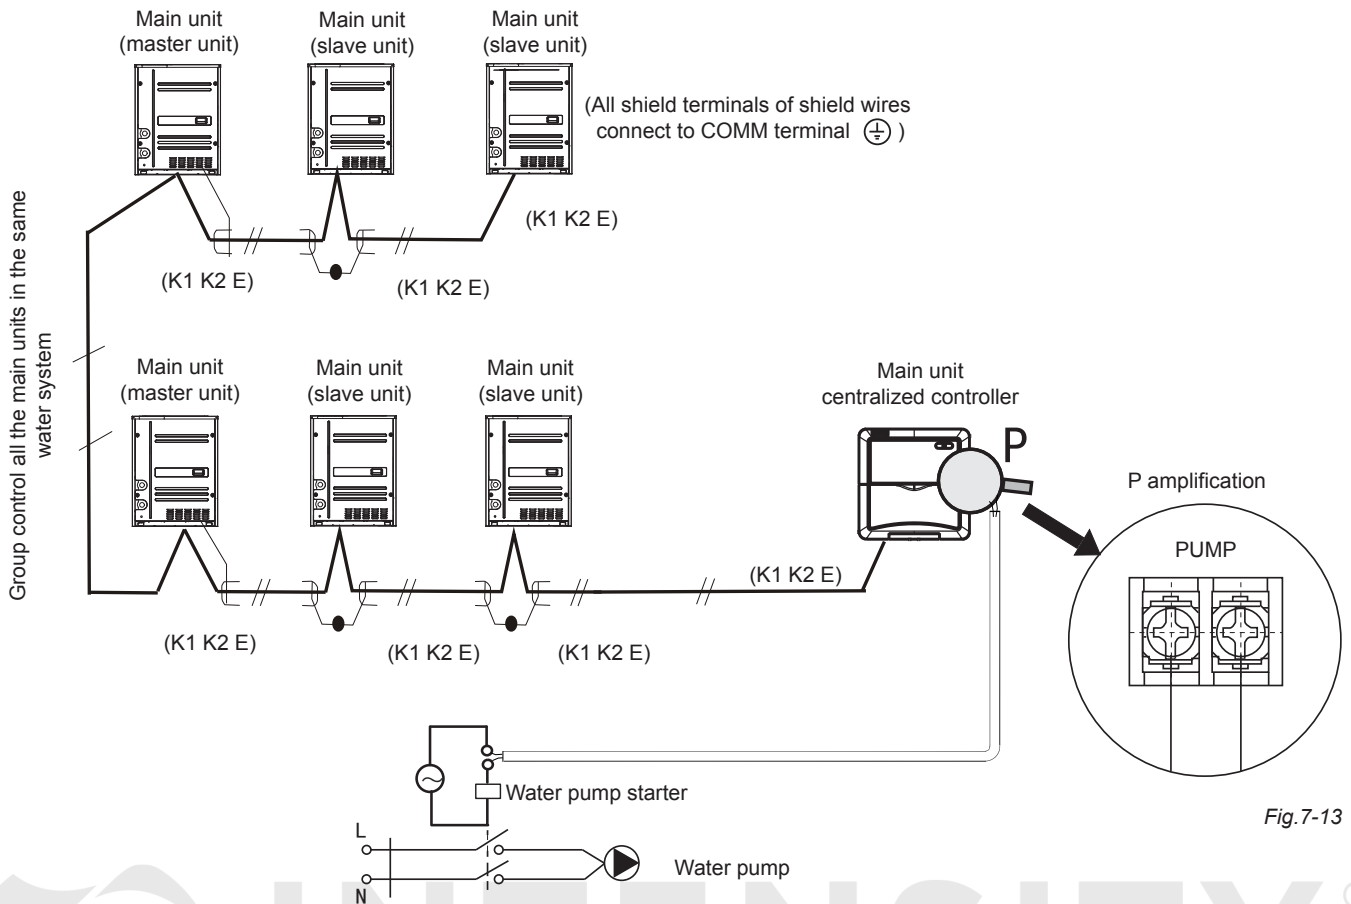 Main unit
(master unit)
Main unit
(slave unit)
Main unit
(slave unit)
(All shield terminals of shield wires
connect to COMM terminal )
(K1 K2 E)
(K1 K2 E)
(K1 K2 E)
Group control all the main units in the same
water system
Main unit
(master unit)
Main unit
(slave unit)
Main unit
(slave unit)
Main unit
centralized controller
P
P amplification
PUMP
(K1 K2 E)
(K1 K2 E)
(K1 K2 E)
(K1 K2 E)
Water pump starter
Fig.7-13
L
N
Water pump
INTENSITY